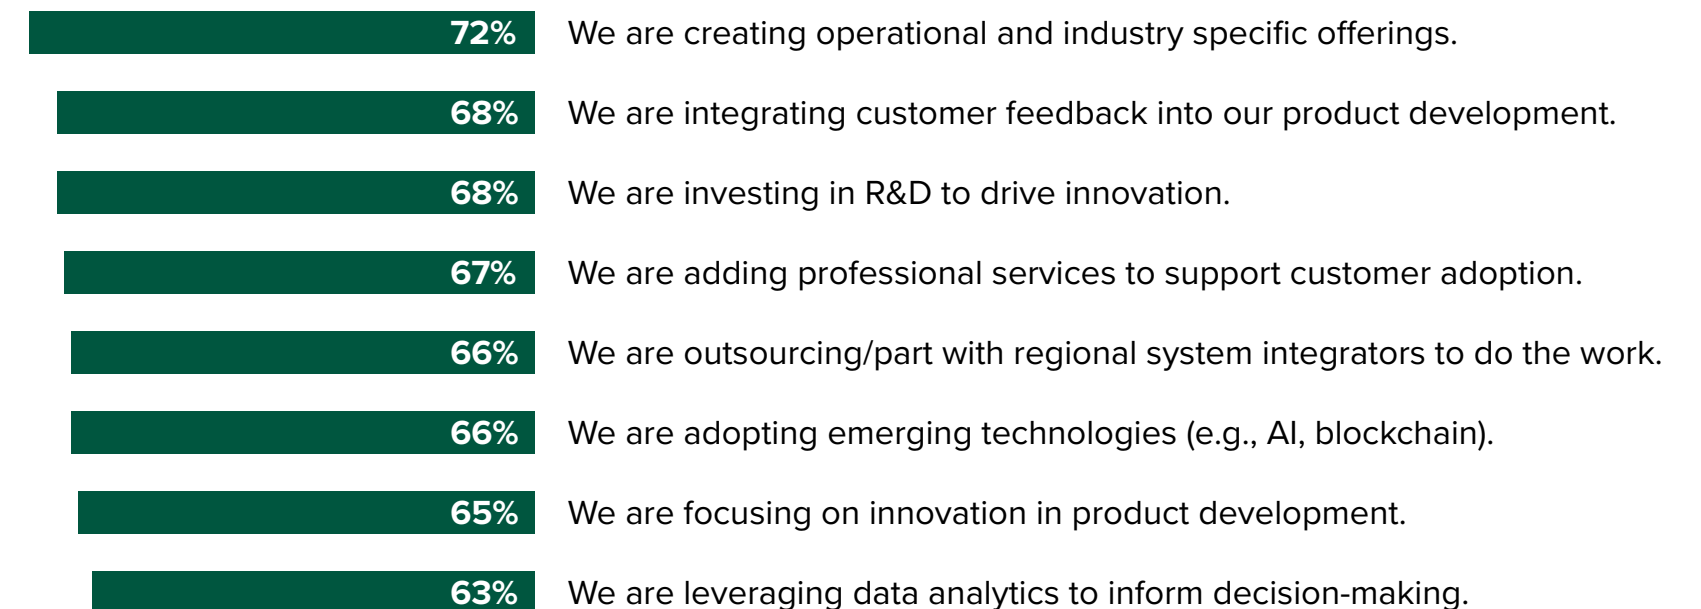 72% We are creating operational and industry specific offerings.
68% We are integrating customer feedback into our product development.
68% We are investing in R&D to drive innovation.
67% We are adding professional services to support customer adoption.
66% We are outsourcing/part with regional system integrators to do the work.
66% We are adopting emerging technologies (e.g., AI, blockchain).
65% We are focusing on innovation in product development.
63% We are leveraging data analytics to inform decision-making.